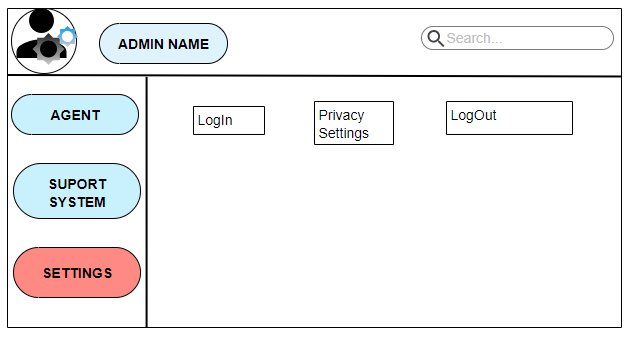 ADMIN NAME
Search...
AGENT
SUPORT
SYSTEM
SETTINGS
LogIn
Privacy
Settings
LogOut